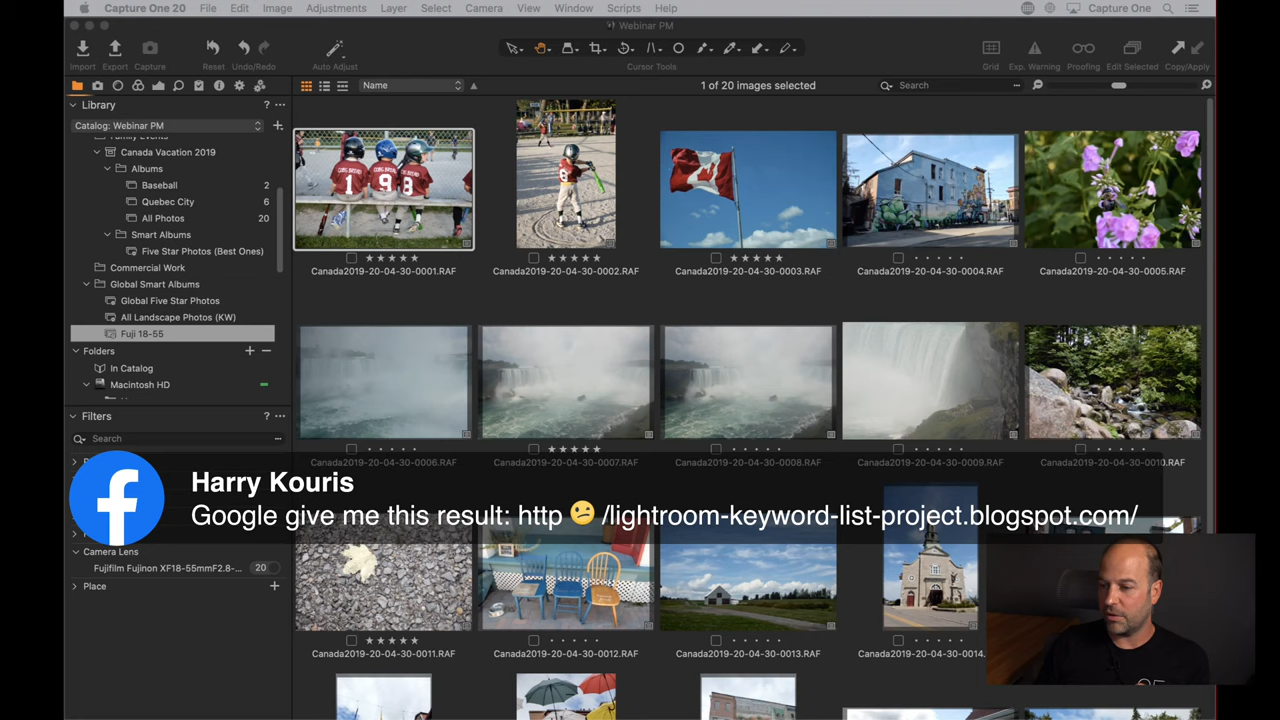 Capture One 20 File Edit Image Adjustments Layer Select Camera View Window Scripts Help Capture One
Webinar PM
Import Export Capture Reset Undo/Redo Auto Adjust Cursor Tools Grid Exp. Warning Proofing Edit Selected Copy/Apply
Name 1 of 20 images selected Search
Library ?
Catalog: Webinar PM
Canada Vacation 2019
Albums
Baseball 2
Quebec City 6
All Photos 20
Smart Albums
Five Star Photos (Best Ones)
Commercial Work
Global Smart Albums
Global Five Star Photos
All Landscape Photos (KW)
Fuji 18-55
Folders
In Catalog
Macintosh HD
Filters ?
Search
Camera Lens
Fujifilm Fujinon XF18-55mmF2.8-... 20
Place
1 9 8
Canada2019-20-04-30-0001.RAF Canada2019-20-04-30-0002.RAF Canada2019-20-04-30-0003.RAF Canada2019-20-04-30-0004.RAF Canada2019-20-04-30-0005.RAF
Canada2019-20-04-30-0006.RAF Canada2019-20-04-30-0007.RAF Canada2019-20-04-30-0008.RAF Canada2019-20-04-30-0009.RAF Canada2019-20-04-30-0010.RAF
Harry Kouris
Google give me this result: http 😕 /lightroom-keyword-list-project.blogspot.com/
Canada2019-20-04-30-0011.RAF Canada2019-20-04-30-0012.RAF Canada2019-20-04-30-0013.RAF Canada2019-20-04-30-0014.